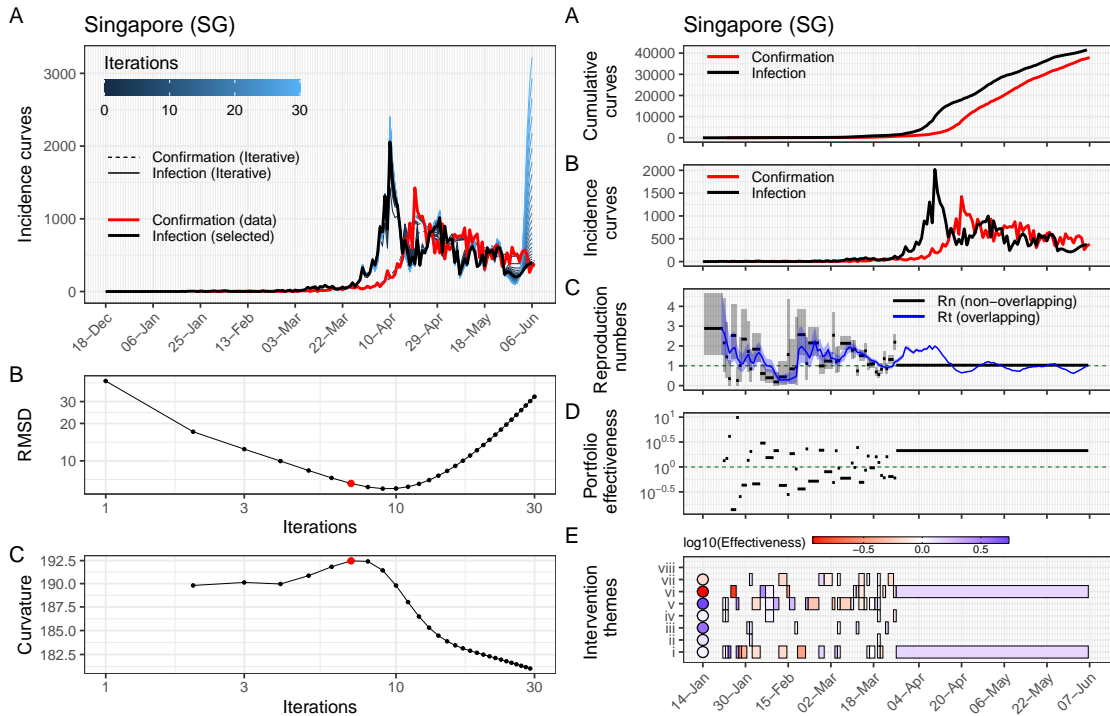 A
Singapore (SG)
Iterations
0 10 20 30
Confirmation (Iterative)
Infection (Iterative)
Confirmation (data)
Infection (selected)
Incidence curves
3000
2000
1000
0
18−Dec 06−Jan 25−Jan 13−Feb 03−Mar 22−Mar 10−Apr 29−Apr 18−May 06−Jun
B
RMSD
30
20
10
1 3 10 30
Iterations
C
Curvature
192.5
190.0
187.5
185.0
182.5
1 3 10 30
Iterations
A
Singapore (SG)
Cumulative
curves
40000
30000
20000
10000
0
Confirmation
Infection
B
Incidence
curves
2000
1500
1000
500
0
Confirmation
Infection
C
Reproduction
numbers
4
3
2
1
0
Rn (non−overlapping)
Rt (overlapping)
D
Portfolio
effectiveness
10^1
10^0.5
10^0
10^−0.5
E
log10(Effectiveness)
−0.5 0.0 0.5
Intervention
themes
viii
vii
vi
v
iv
iii
ii
i
14−Jan 30−Jan 15−Feb 02−Mar 18−Mar 04−Apr 20−Apr 06−May 22−May 07−Jun